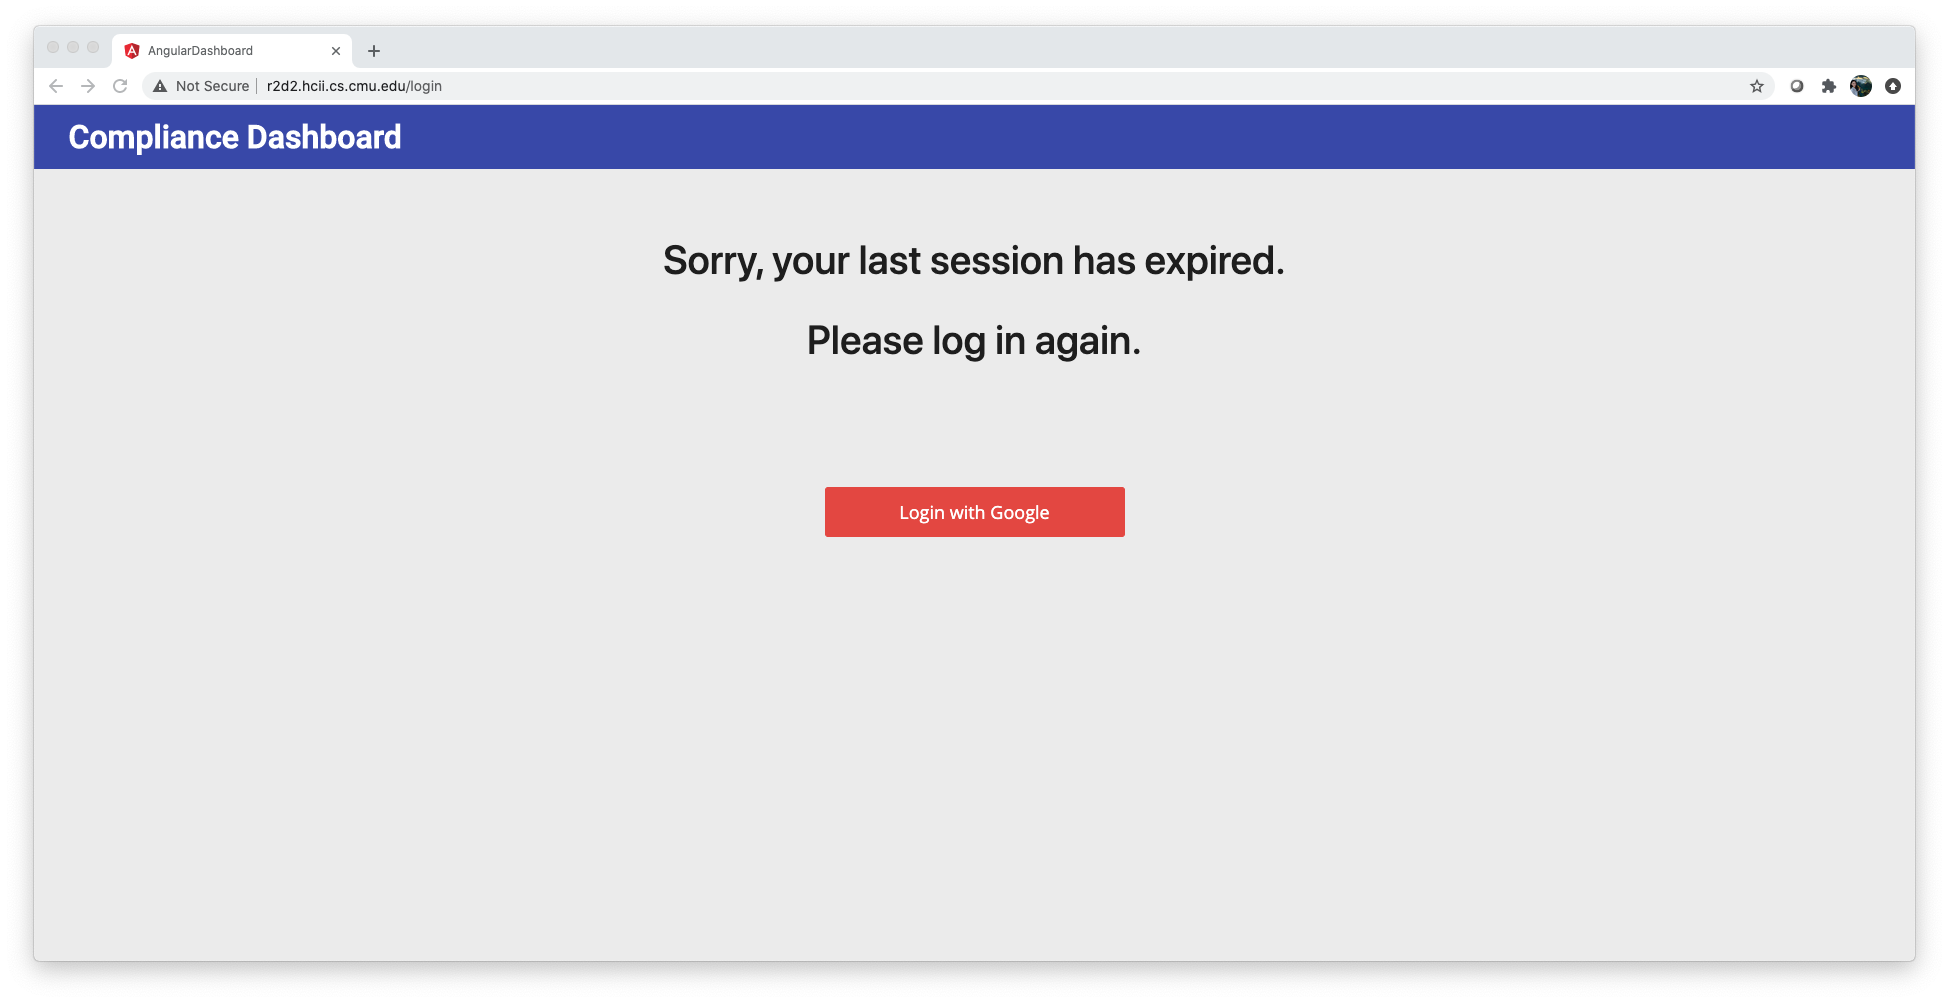 AngularDashboard
Not Secure | r2d2.hcii.cs.cmu.edu/login
Compliance Dashboard
Sorry, your last session has expired.
Please log in again.
Login with Google